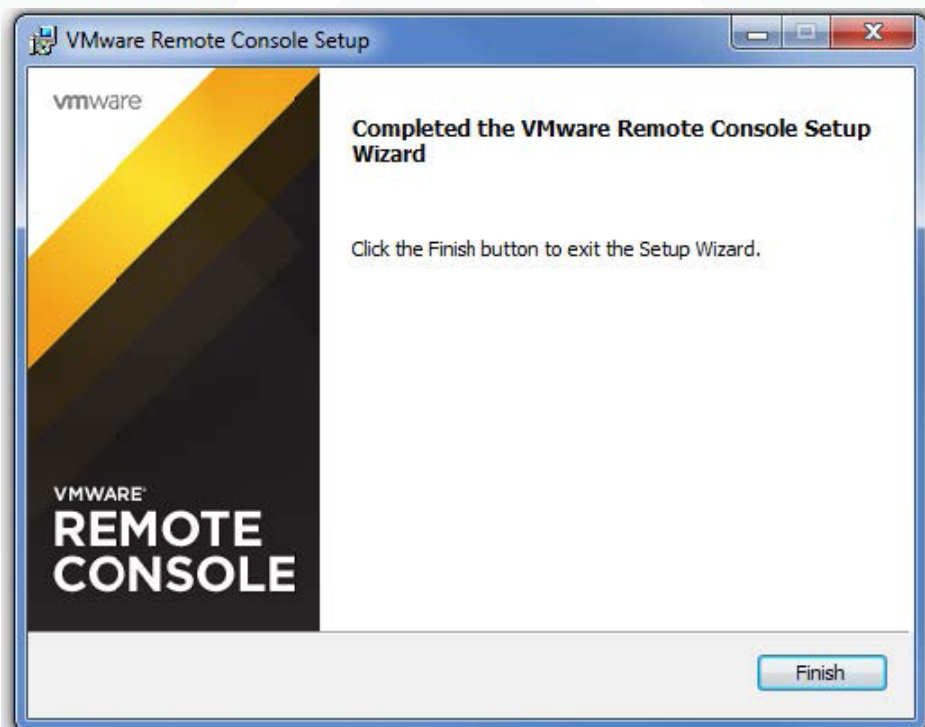 VMware Remote Console Setup
vmware
Completed the VMware Remote Console Setup
Wizard
Click the Finish button to exit the Setup Wizard.
VMWARE®
REMOTE
CONSOLE
Finish